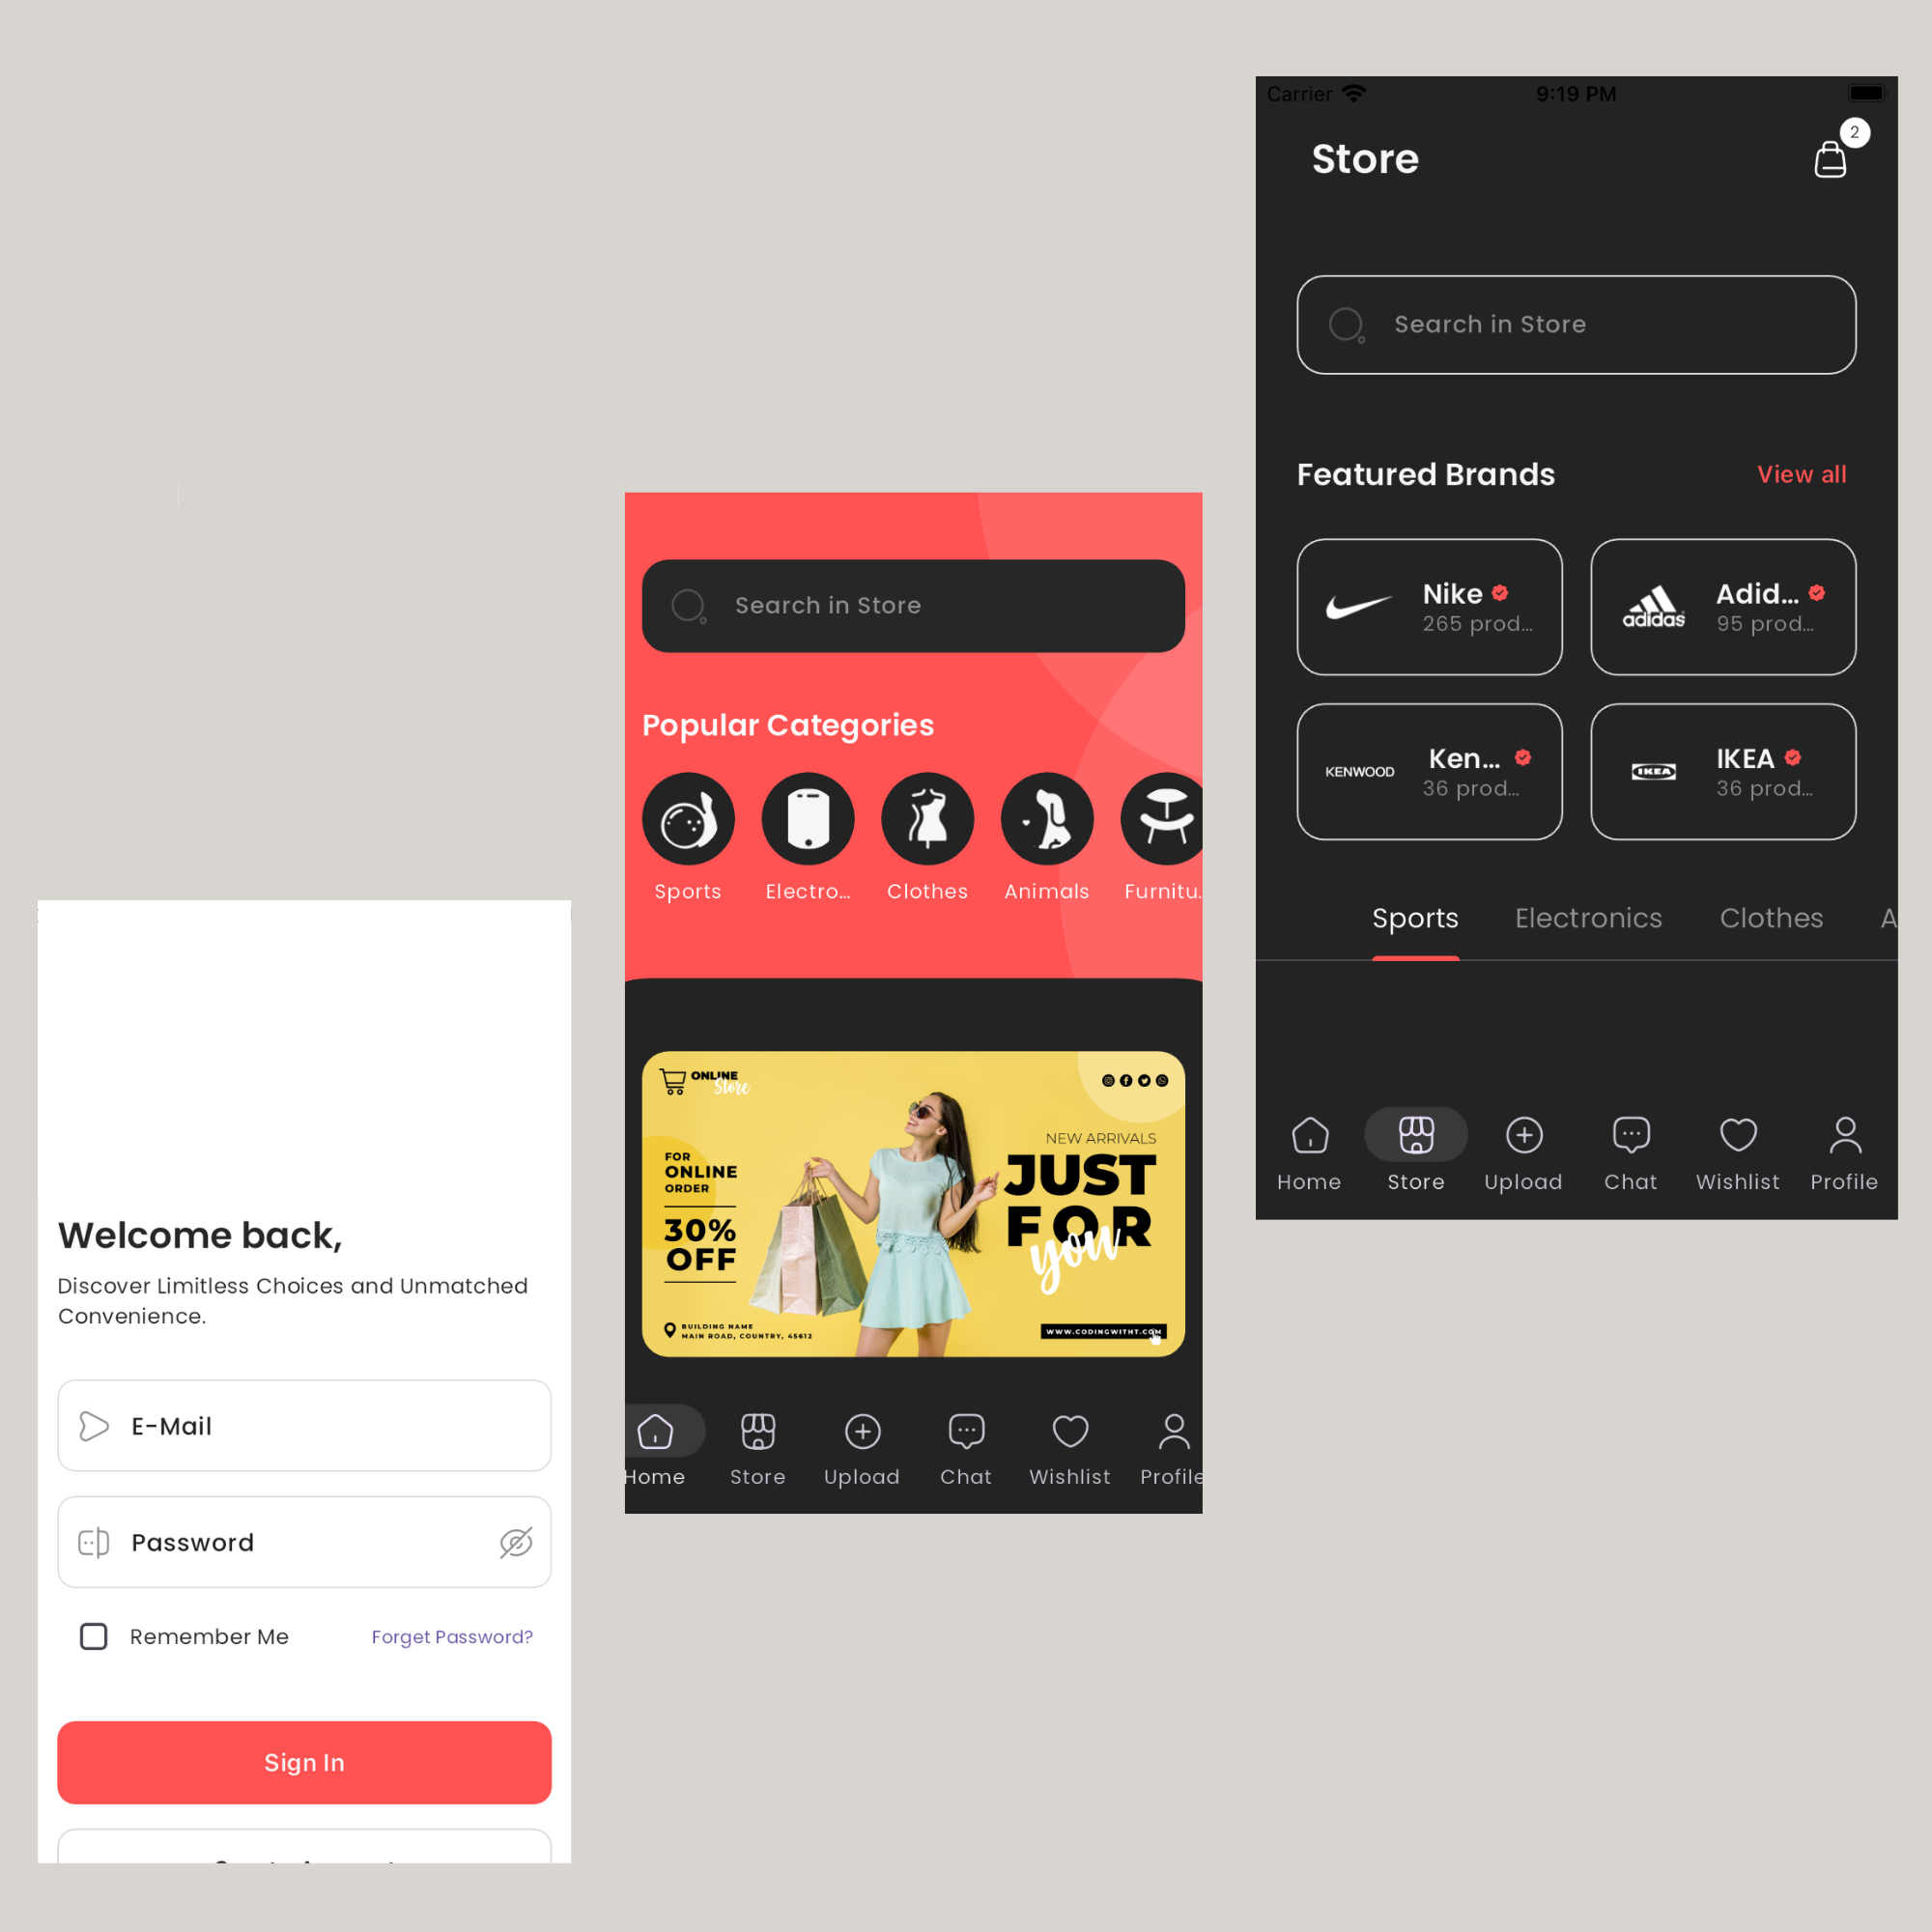 Carrier 9:19 PM
Store
2
Search in Store
Featured Brands View all
Nike
265 prod...
adidas
Adid...
95 prod...
KENWOOD
Ken...
36 prod...
IKEA
IKEA
36 prod...
Sports Electronics Clothes A
Home Store Upload Chat Wishlist Profile
Search in Store
Popular Categories
Sports Electro... Clothes Animals Furnitu..
ONLINE
Store
FOR
ONLINE
ORDER
30%
OFF
BUILDING NAME
MAIN ROAD, COUNTRY, 45612
NEW ARRIVALS
JUST
FOR
you
WWW.CODINGWITHT.COM
Home Store Upload Chat Wishlist Profile
Welcome back,
Discover Limitless Choices and Unmatched
Convenience.
E-Mail
Password
Remember Me Forget Password?
Sign In